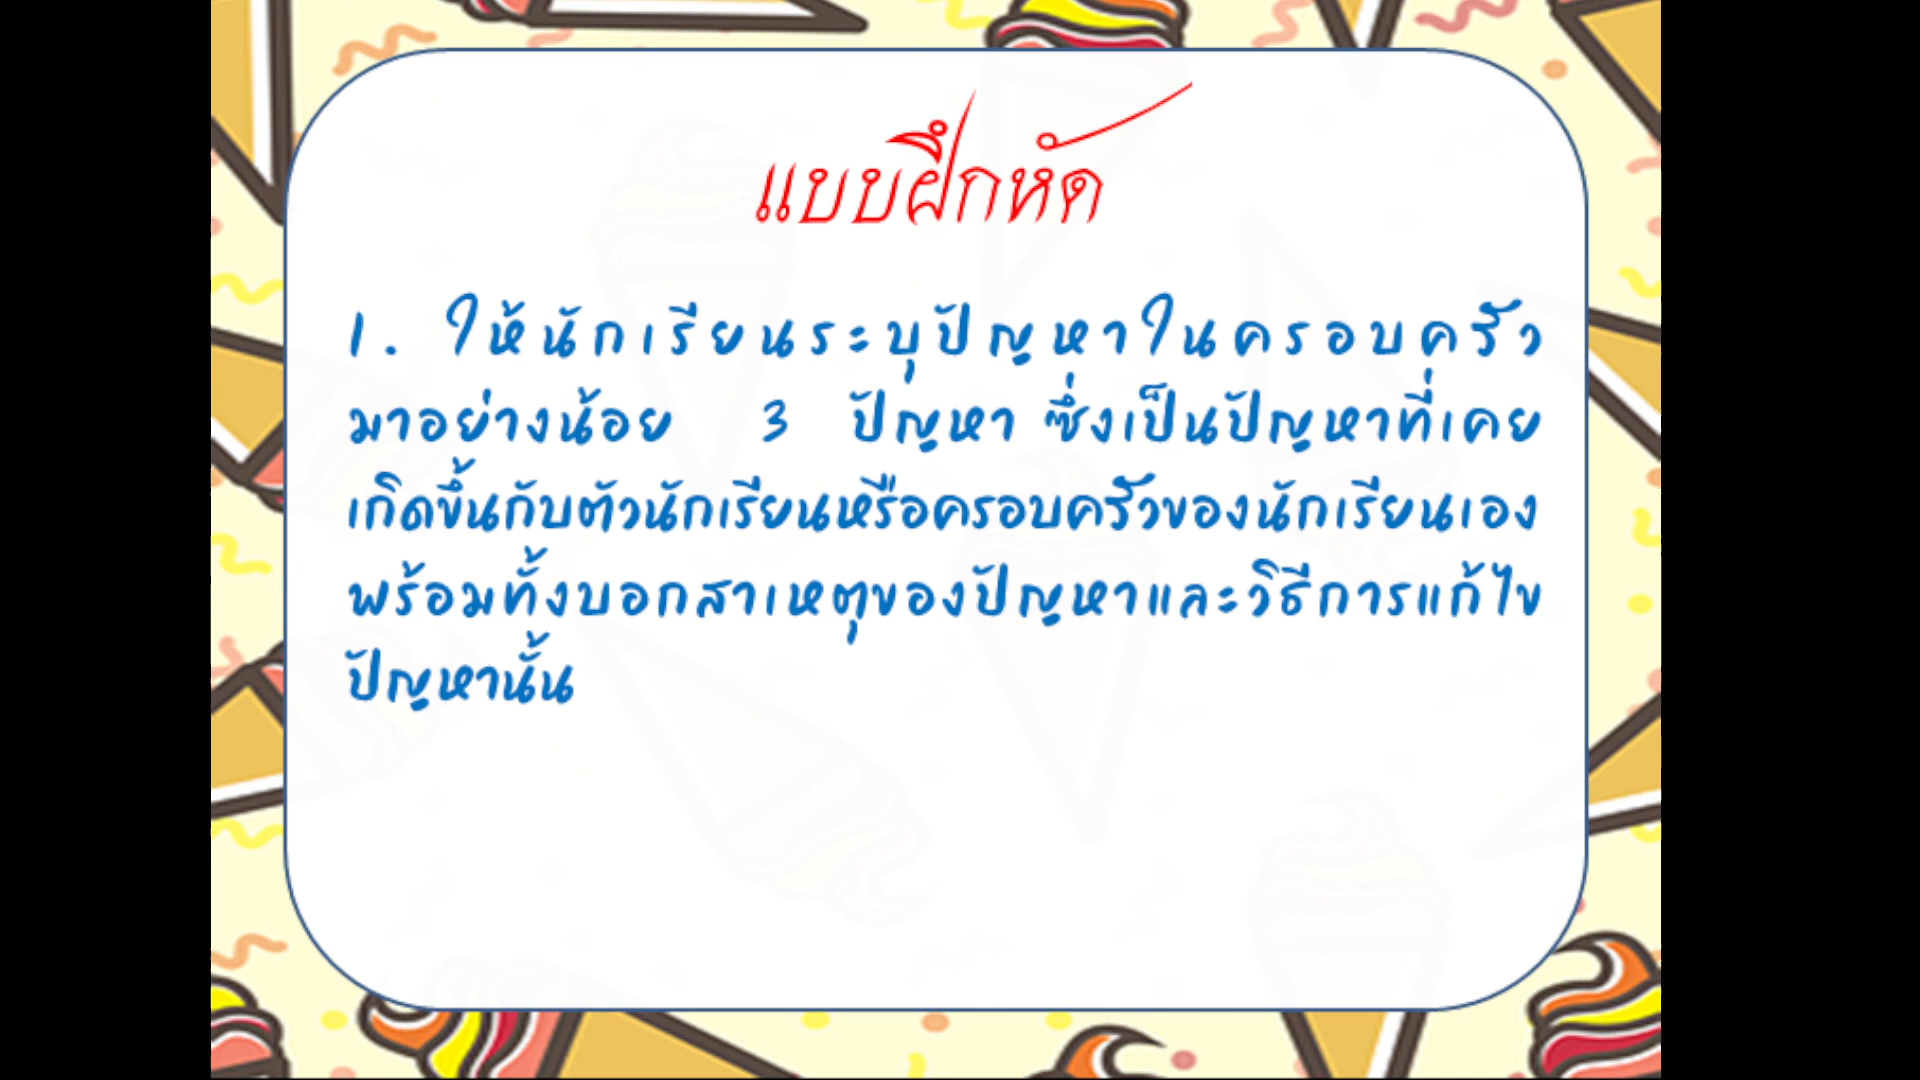 แบบฝึกหัด
1. ให้นักเรียนระบุปัญหาในครอบครัว
มาอย่างน้อย 3 ปัญหา ซึ่งเป็นปัญหาที่เคย
เกิดขึ้นกับตัวนักเรียนหรือครอบครัวของนักเรียนเอง
พร้อมทั้งบอกสาเหตุของปัญหาและวิธีการแก้ไข
ปัญหานั้น